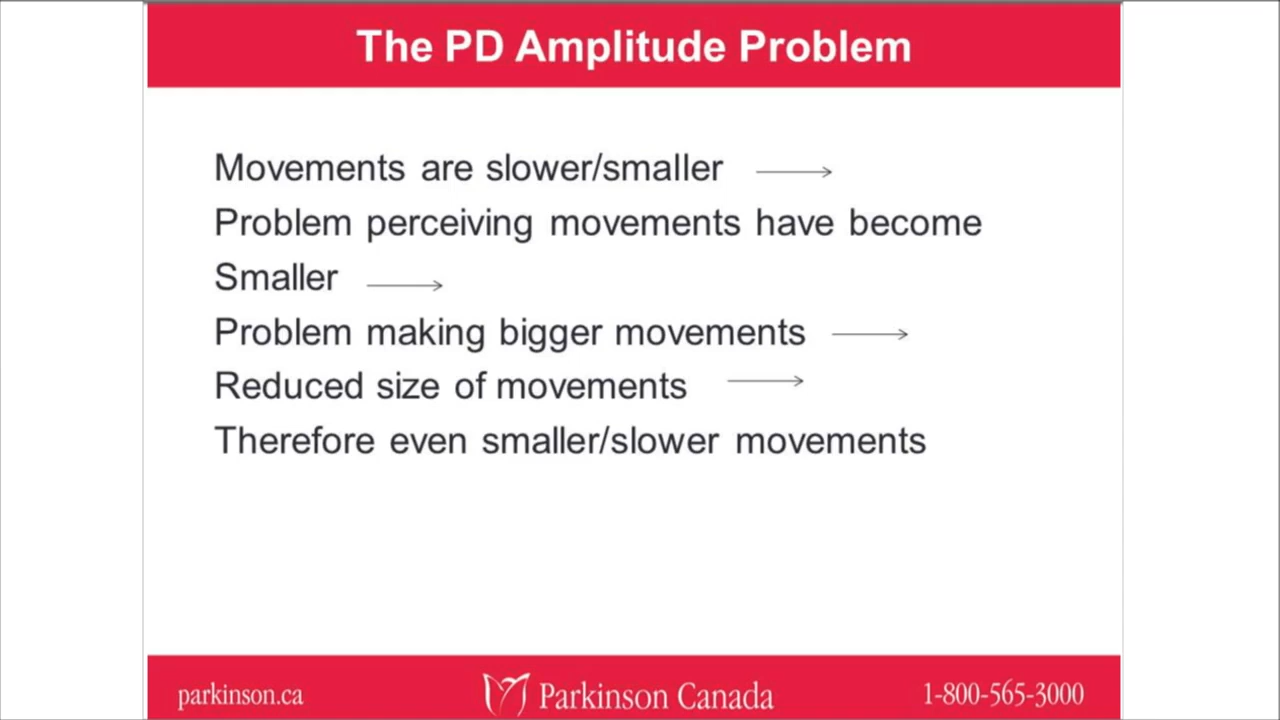 The PD Amplitude Problem
Movements are slower/smaller →
Problem perceiving movements have become
Smaller →
Problem making bigger movements →
Reduced size of movements →
Therefore even smaller/slower movements
parkinson.ca
Parkinson Canada
1-800-565-3000